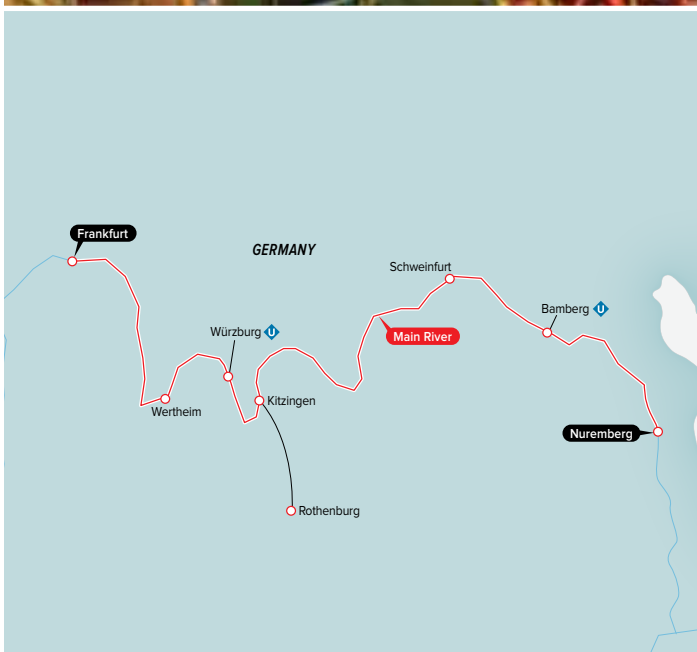 Frankfurt
GERMANY
Schweinfurt
Bamberg U
Würzburg U
Main River
Wertheim
Kitzingen
Nuremberg
Rothenburg